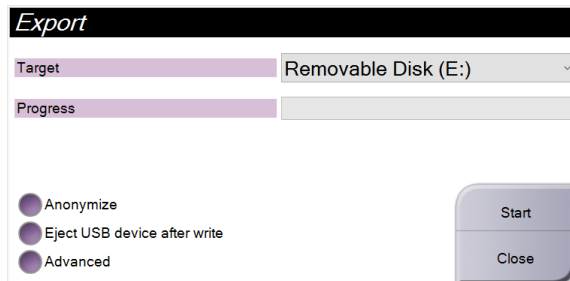 Export
Target
Removable Disk (E:)
Progress
Anonymize
Eject USB device after write
Advanced
Start
Close